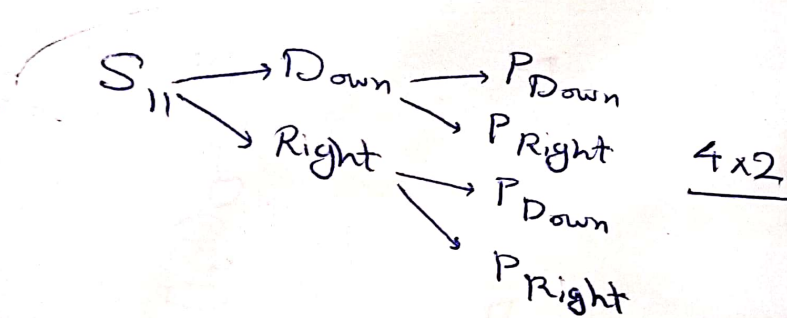 S11 → Down → PDown
PRight
Right → PDown
PRight
4x2